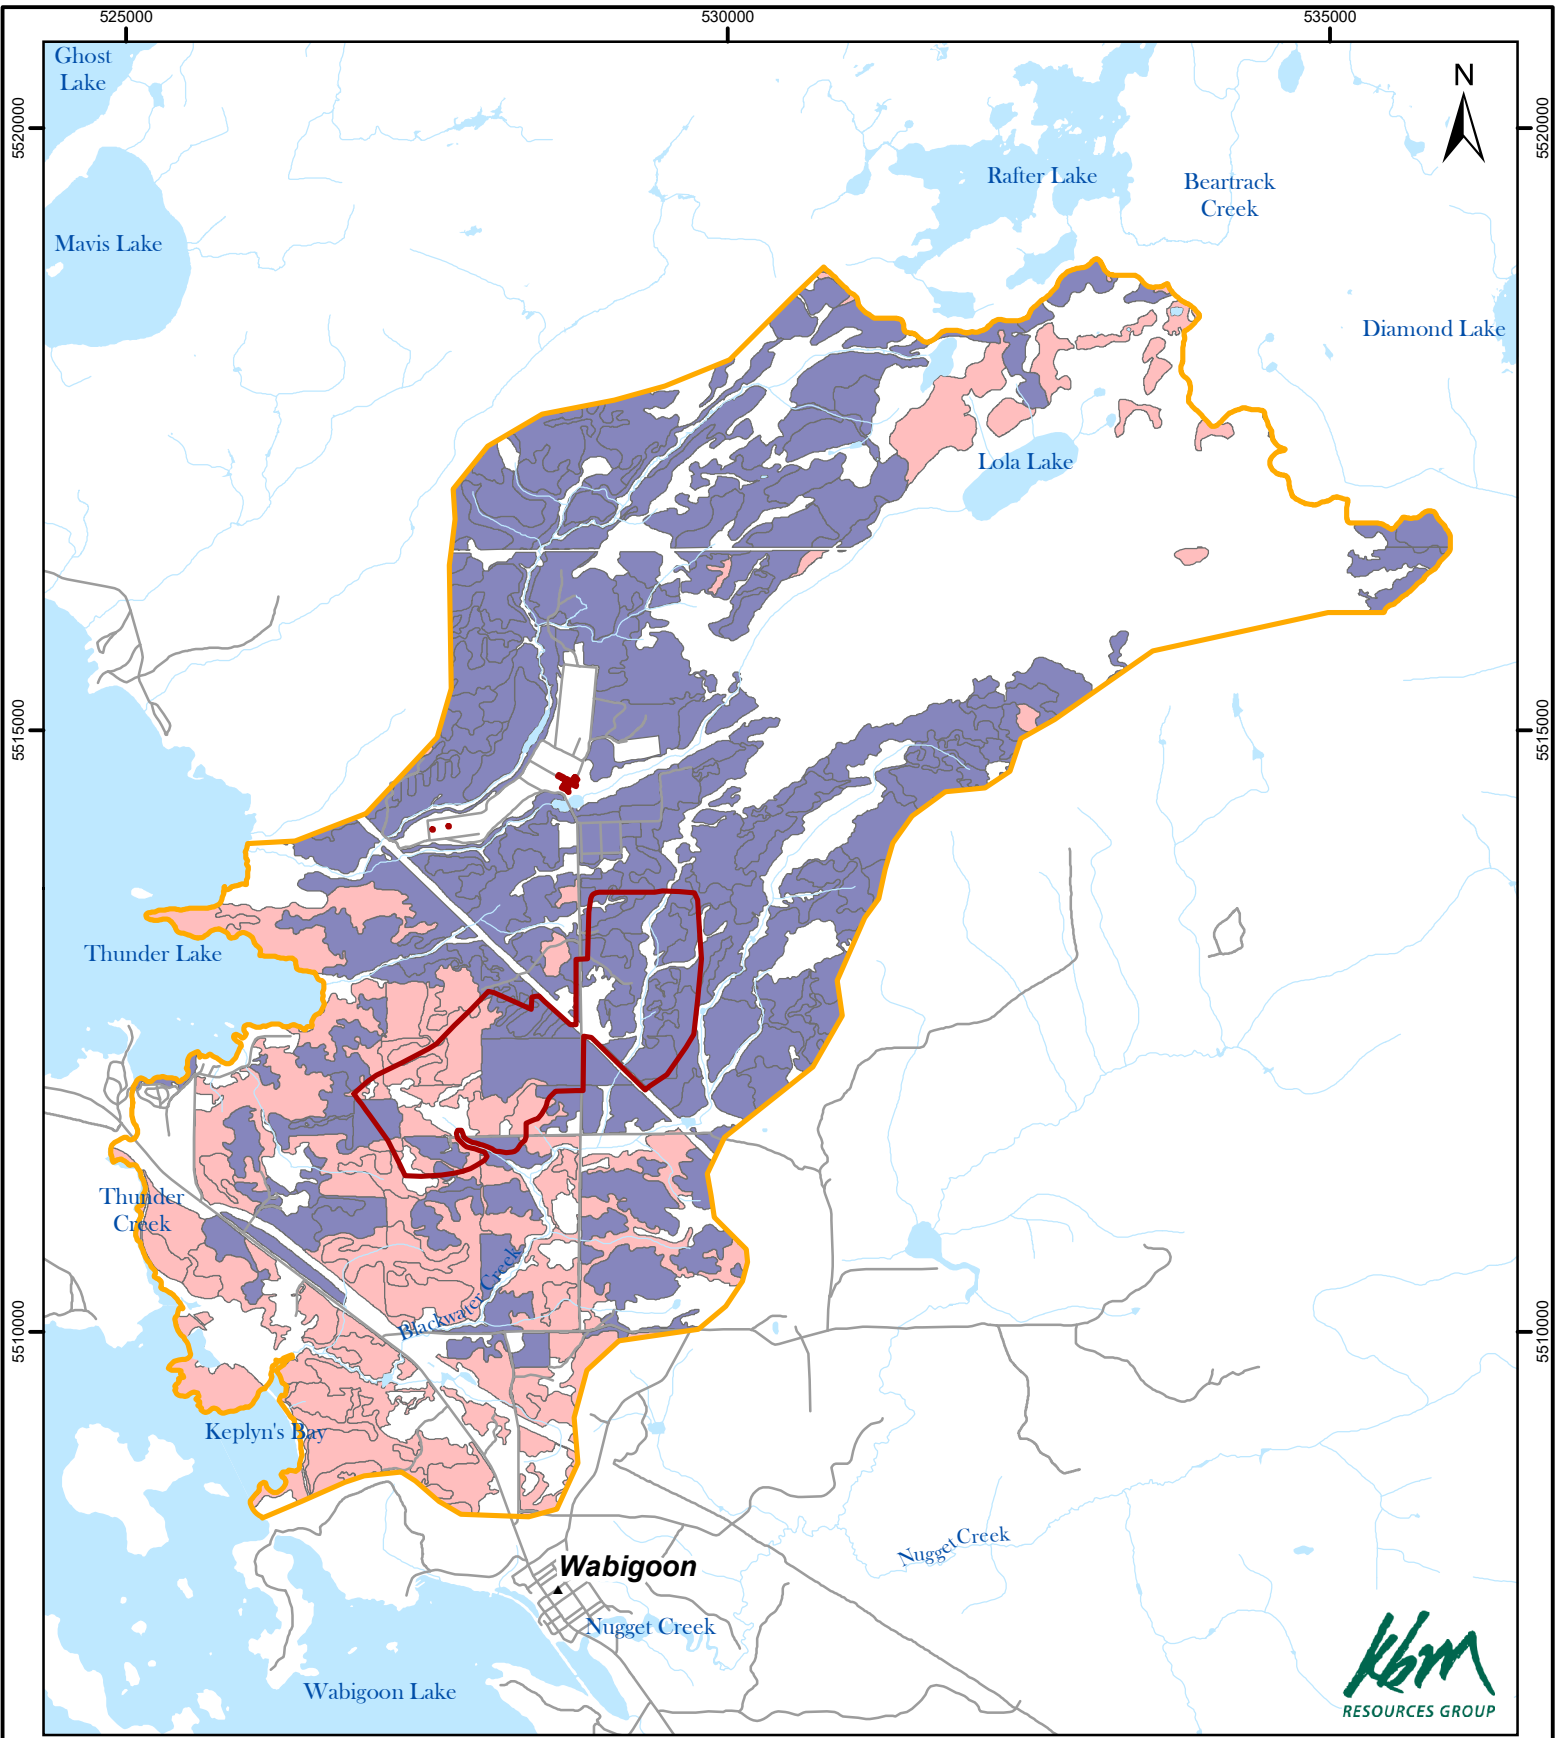 525000
530000
535000
Ghost
Lake
N
5520000
5520000
Rafter Lake
Beartrack
Creek
Mavis Lake
Diamond Lake
Lola Lake
5515000
5515000
Thunder Lake
Thunder
Creek
Blackwater Creek
5510000
5510000
Keplyn's Bay
Nugget Creek
Wabigoon
Nugget Creek
Wabigoon Lake
kbm
RESOURCES GROUP